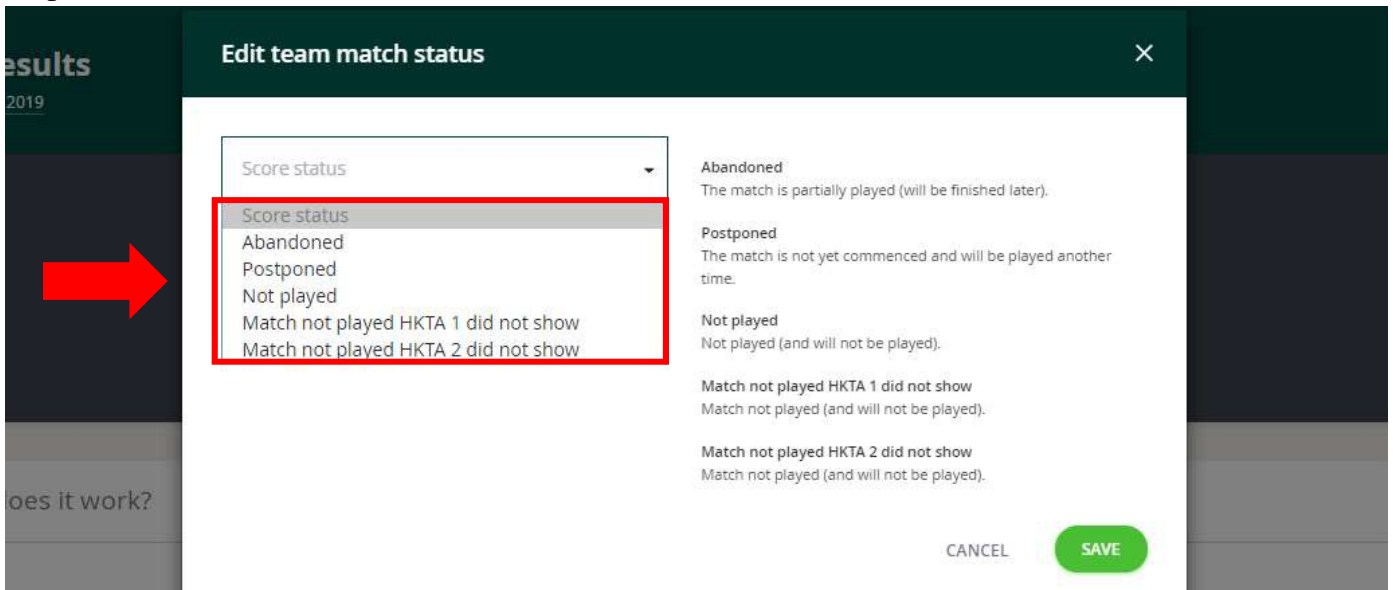 Edit team match status
esults
2019
Score status
Score status
Abandoned
Postponed
Not played
Match not played HKTA 1 did not show
Match not played HKTA 2 did not show
Abandoned
The match is partially played (will be finished later).
Postponed
The match is not yet commenced and will be played another
time.
Not played
Not played (and will not be played).
Match not played HKTA 1 did not show
Match not played (and will not be played).
Match not played HKTA 2 did not show
Match not played (and will not be played).
oes it work?
CANCEL
SAVE